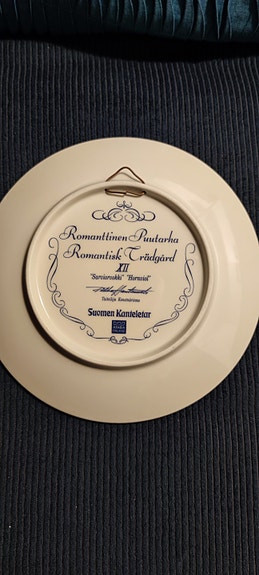 Romanttinen Puutarha
Romantisk Trädgård
XII
"Sarviorvokki" "Hornviol"
Suomen Kanteletar